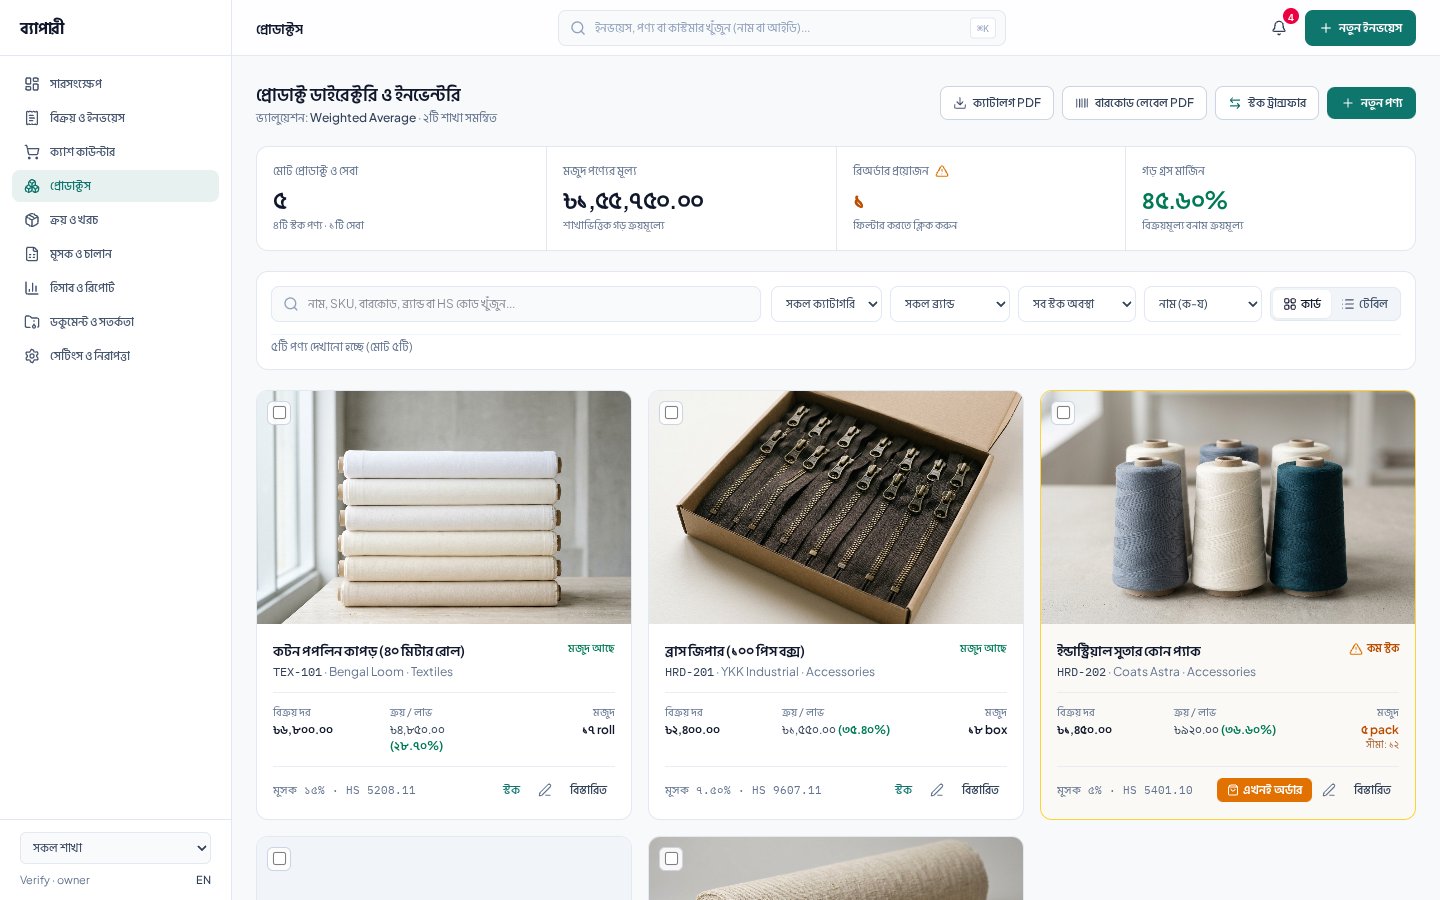 ব্যাপারী
সারসংক্ষেপ
বিক্রয় ও ইনভয়েস
ক্যাশ কাউন্টার
প্রোডাক্টস
ক্রয় ও খরচ
মূসক ও চালান
হিসাব ও রিপোর্ট
ডকুমেন্ট ও সতর্কতা
সেটিংস ও নিরাপত্তা
সকল শাখা
Verify · owner EN
প্রোডাক্টস
ইনভয়েস, পণ্য বা কাস্টমার খুঁজুন (নাম বা আইডি)... ⌘K
4
+ নতুন ইনভয়েস
প্রোডাক্ট ডাইরেক্টরি ও ইনভেন্টরি
ভ্যালুয়েশন: Weighted Average · ২টি শাখা সমন্বিত
ক্যাটালগ PDF
বারকোড লেবেল PDF
স্টক ট্রান্সফার
+ নতুন পণ্য
মোট প্রোডাক্ট ও সেবা
৫
৪টি স্টক পণ্য · ১টি সেবা
মজুদ পণ্যের মূল্য
৳১,৫৫,৭৫০.০০
শাখাভিত্তিক গড় ক্রয়মূল্যে
রিঅর্ডার প্রয়োজন
১
ফিল্টার করতে ক্লিক করুন
গড় গ্রস মার্জিন
৪৫.৬০%
বিক্রয়মূল্য বনাম ক্রয়মূল্য
নাম, SKU, বারকোড, ব্র্যান্ড বা HS কোড খুঁজুন...
সকল ক্যাটাগরি
সকল ব্র্যান্ড
সব স্টক অবস্থা
নাম (ক-য)
কার্ড
টেবিল
৫টি পণ্য দেখানো হচ্ছে (মোট ৫টি)
কটন পপলিন কাপড় (৪০ মিটার রোল) মজুদ আছে
TEX-101 · Bengal Loom · Textiles
বিক্রয় দর ক্রয় / লাভ মজুদ
৳৬,৮০০.০০ ৳৪,৮৫০.০০ ১৭ roll
(২৮.৭০%)
মূসক ১৫% · HS 5208.11 স্টক বিস্তারিত
ব্রাস জিপার (১০০ পিস বক্স) মজুদ আছে
HRD-201 · YKK Industrial · Accessories
বিক্রয় দর ক্রয় / লাভ মজুদ
৳২,৪০০.০০ ৳১,৫৫০.০০ (৩৫.৪০%) ১৮ box
মূসক ৭.৫০% · HS 9607.11 স্টক বিস্তারিত
ইন্ডাস্ট্রিয়াল সুতার কোন প্যাক কম স্টক
HRD-202 · Coats Astra · Accessories
বিক্রয় দর ক্রয় / লাভ মজুদ
৳১,৪৫০.০০ ৳৯২০.০০ (৩৬.৬০%) ৫ pack
সীমা: ১২
মূসক ৫% · HS 5401.10 এখনই অর্ডার বিস্তারিত